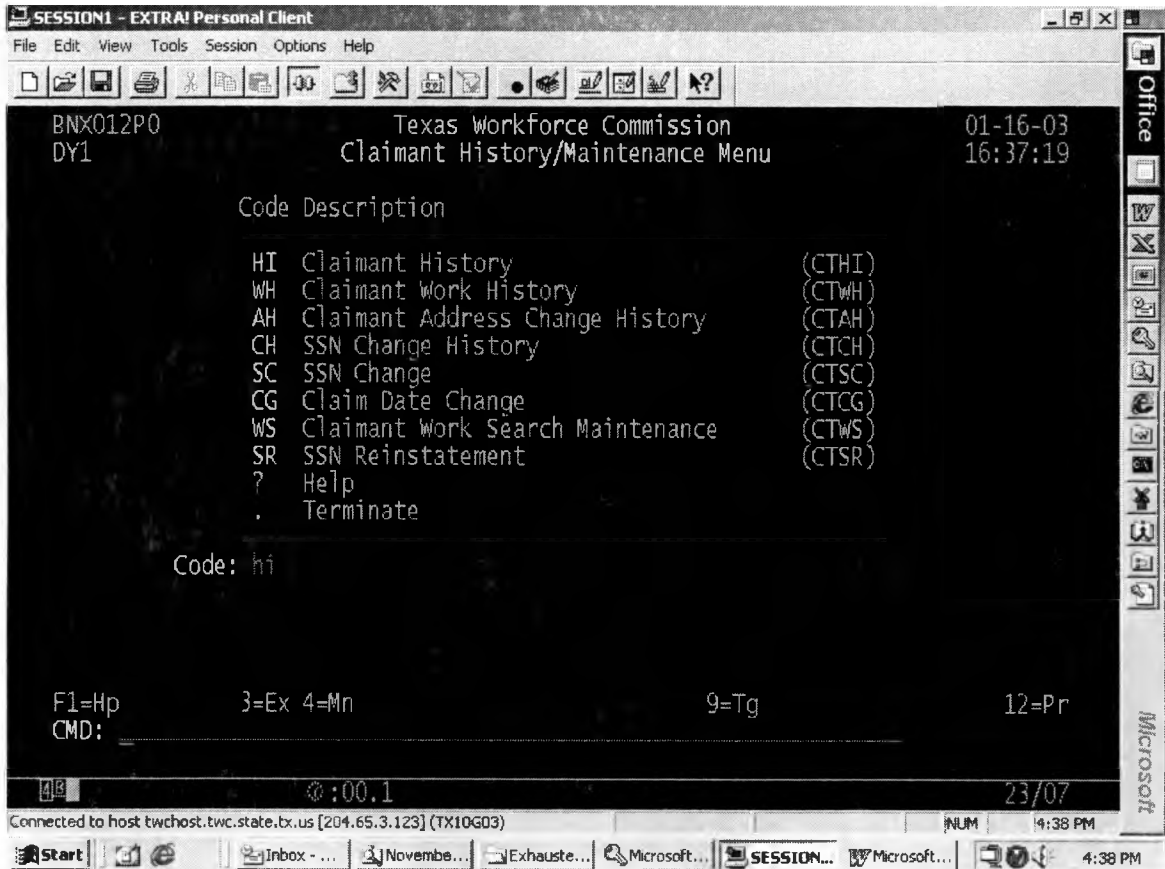 SESSION1 - EXTRA! Personal Client
File Edit View Tools Session Options Help
BNX012P0 Texas Workforce Commission 01-16-03
DY1 Claimant History/Maintenance Menu 16:37:19
Code Description
HI Claimant History (CTHI)
WH Claimant Work History (CTWH)
AH Claimant Address Change History (CTAH)
CH SSN Change History (CTCH)
SC SSN Change (CTSC)
CG Claim Date Change (CTCG)
WS Claimant Work Search Maintenance (CTWS)
SR SSN Reinstatement (CTSR)
? Help
. Terminate
Code: hi
F1=Hp 3=Ex 4=Mn 9=Tg 12=Pr
CMD:
4B :00.1 23/07
Connected to host twchost.twc.state.tx.us [204.65.3.123] (TX10G03) NUM 4:38 PM
Start Inbox - ... Novembe... Exhauste... Microsoft... SESSION... Microsoft... 4:38 PM
Office
Microsoft